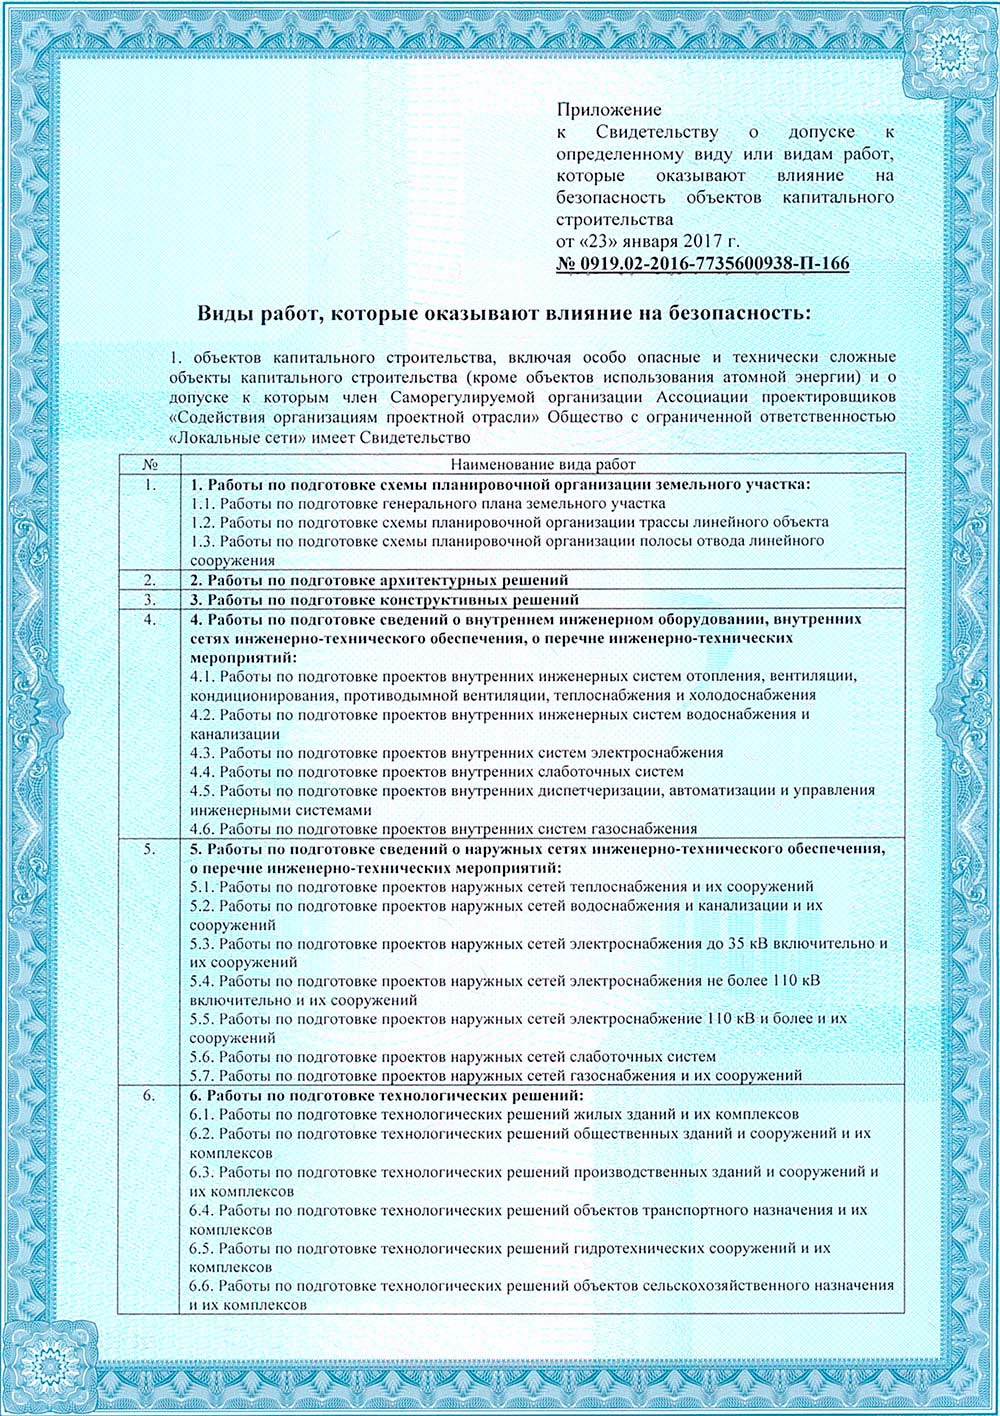 Приложение
к Свидетельству о допуске к
определенному виду или видам работ,
которые оказывают влияние на
безопасность объектов капитального
строительства
от «23» января 2017 г.
№ 0919.02-2016-7735600938-П-166
Виды работ, которые оказывают влияние на безопасность:
1. объектов капитального строительства, включая особо опасные и технически сложные
объекты капитального строительства (кроме объектов использования атомной энергии) и о
допуске к которым член Саморегулируемой организации Ассоциации проектировщиков
«Содействия организациям проектной отрасли» Общество с ограниченной ответственностью
«Локальные сети» имеет Свидетельство
№ Наименование вида работ
1. 1. Работы по подготовке схемы планировочной организации земельного участка:
1.1. Работы по подготовке генерального плана земельного участка
1.2. Работы по подготовке схемы планировочной организации трассы линейного объекта
1.3. Работы по подготовке схемы планировочной организации полосы отвода линейного
сооружения
2. 2. Работы по подготовке архитектурных решений
3. 3. Работы по подготовке конструктивных решений
4. 4. Работы по подготовке сведений о внутреннем инженерном оборудовании, внутренних
сетях инженерно-технического обеспечения, о перечне инженерно-технических
мероприятий:
4.1. Работы по подготовке проектов внутренних инженерных систем отопления, вентиляции,
кондиционирования, противодымной вентиляции, теплоснабжения и холодоснабжения
4.2. Работы по подготовке проектов внутренних инженерных систем водоснабжения и
канализации
4.3. Работы по подготовке проектов внутренних систем электроснабжения
4.4. Работы по подготовке проектов внутренних слаботочных систем
4.5. Работы по подготовке проектов внутренних диспетчеризации, автоматизации и управления
инженерными системами
4.6. Работы по подготовке проектов внутренних систем газоснабжения
5. 5. Работы по подготовке сведений о наружных сетях инженерно-технического обеспечения,
о перечне инженерно-технических мероприятий:
5.1. Работы по подготовке проектов наружных сетей теплоснабжения и их сооружений
5.2. Работы по подготовке проектов наружных сетей водоснабжения и канализации и их
сооружений
5.3. Работы по подготовке проектов наружных сетей электроснабжения до 35 кВ включительно и
их сооружений
5.4. Работы по подготовке проектов наружных сетей электроснабжения не более 110 кВ
включительно и их сооружений
5.5. Работы по подготовке проектов наружных сетей электроснабжение 110 кВ и более и их
сооружений
5.6. Работы по подготовке проектов наружных сетей слаботочных систем
5.7. Работы по подготовке проектов наружных сетей газоснабжения и их сооружений
6. 6. Работы по подготовке технологических решений:
6.1. Работы по подготовке технологических решений жилых зданий и их комплексов
6.2. Работы по подготовке технологических решений общественных зданий и сооружений и их
комплексов
6.3. Работы по подготовке технологических решений производственных зданий и сооружений и
их комплексов
6.4. Работы по подготовке технологических решений объектов транспортного назначения и их
комплексов
6.5. Работы по подготовке технологических решений гидротехнических сооружений и их
комплексов
6.6. Работы по подготовке технологических решений объектов сельскохозяйственного назначения
и их комплексов